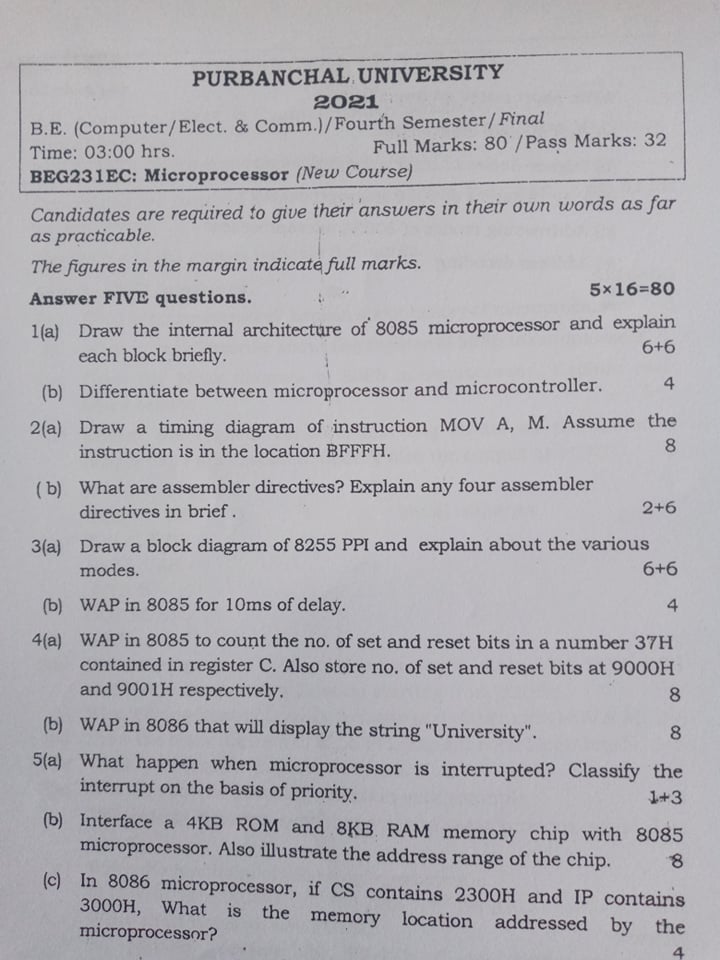 PURBANCHAL UNIVERSITY
2021
B.E. (Computer/Elect. & Comm.)/Fourth Semester/Final
Time: 03:00 hrs. Full Marks: 80 /Pass Marks: 32
BEG231EC: Microprocessor (New Course)
Candidates are required to give their answers in their own words as far
as practicable.
The figures in the margin indicate full marks.
Answer FIVE questions. 5×16=80
1(a) Draw the internal architecture of 8085 microprocessor and explain
each block briefly. 6+6
(b) Differentiate between microprocessor and microcontroller. 4
2(a) Draw a timing diagram of instruction MOV A, M. Assume the
instruction is in the location BFFFH. 8
( b) What are assembler directives? Explain any four assembler
directives in brief . 2+6
3(a) Draw a block diagram of 8255 PPI and explain about the various
modes. 6+6
(b) WAP in 8085 for 10ms of delay. 4
4(a) WAP in 8085 to count the no. of set and reset bits in a number 37H
contained in register C. Also store no. of set and reset bits at 9000H
and 9001H respectively. 8
(b) WAP in 8086 that will display the string "University". 8
5(a) What happen when microprocessor is interrupted? Classify the
interrupt on the basis of priority. 1+3
(b) Interface a 4KB ROM and 8KB RAM memory chip with 8085
microprocessor. Also illustrate the address range of the chip. 8
(c) In 8086 microprocessor, if CS contains 2300H and IP contains
3000H, What is the memory location addressed by the
microprocessor?
4